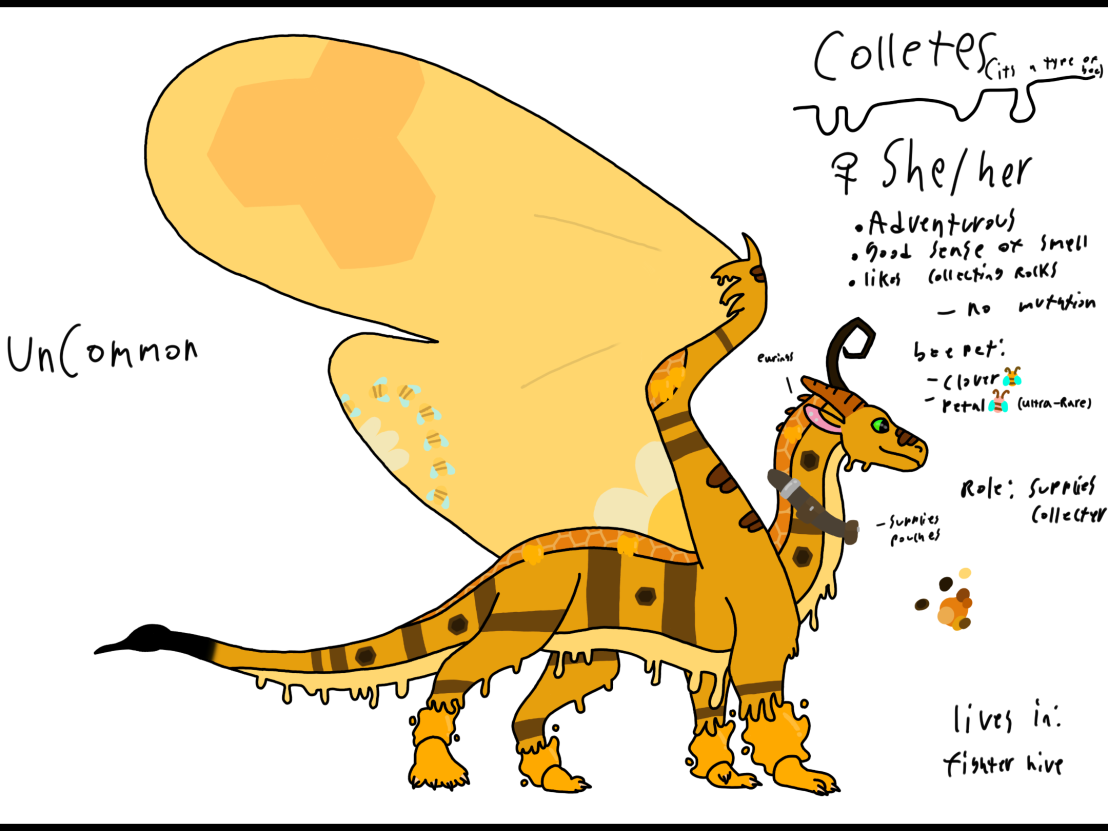 Colletes
(its a type of bee)
♀ She/her
• Adventurous
• good sense of smell
• likes collecting Rocks
- no mutation
UnCommon
bee pet:
- Clover
- Petal (ultra-Rare)
earings
Role: Supplies
Collecter
- Supplies
pouches
lives in:
fighter hive